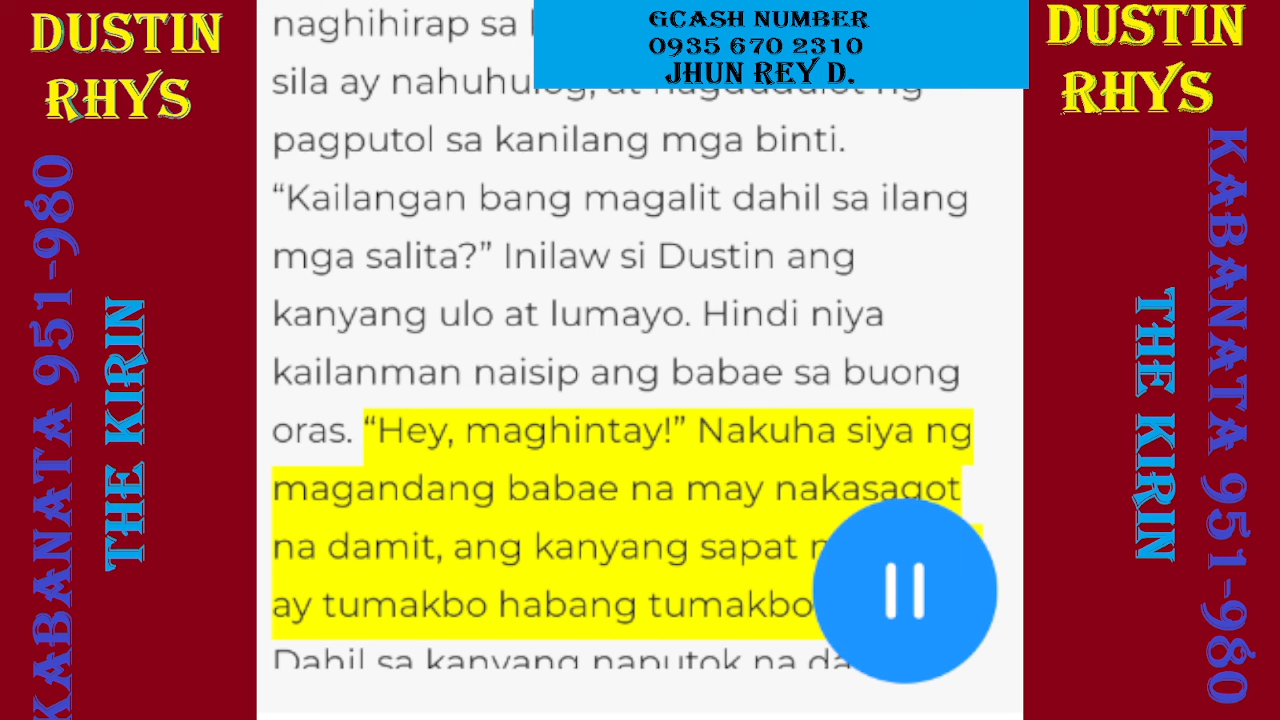 DUSTIN
RHYS
KABANATA 951-980
THE KIRIN
GCASH NUMBER
0935 670 2310
JHUN REY D.
naghihirap sa
sila ay nahuhulog, at nagdudulot ng
pagputol sa kanilang mga binti.
“Kailangan bang magalit dahil sa ilang
mga salita?” Inilaw si Dustin ang
kanyang ulo at lumayo. Hindi niya
kailanman naisip ang babae sa buong
oras. “Hey, maghintay!” Nakuha siya ng
magandang babae na may nakasagot
na damit, ang kanyang sapat
ay tumakbo habang tumakbo
Dahil sa kanyang naputok na
DUSTIN
RHYS
THE KIRIN
KABANATA 951-980